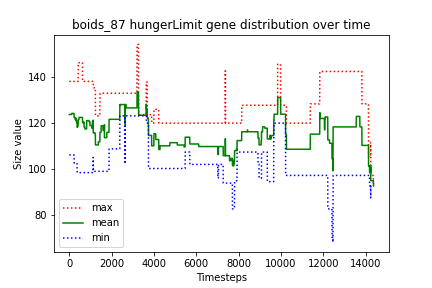 boids_87 hungerLimit gene distribution over time
Size value
140
120
100
80
max
mean
min
0
2000
4000
6000
8000
10000
12000
14000
Timesteps